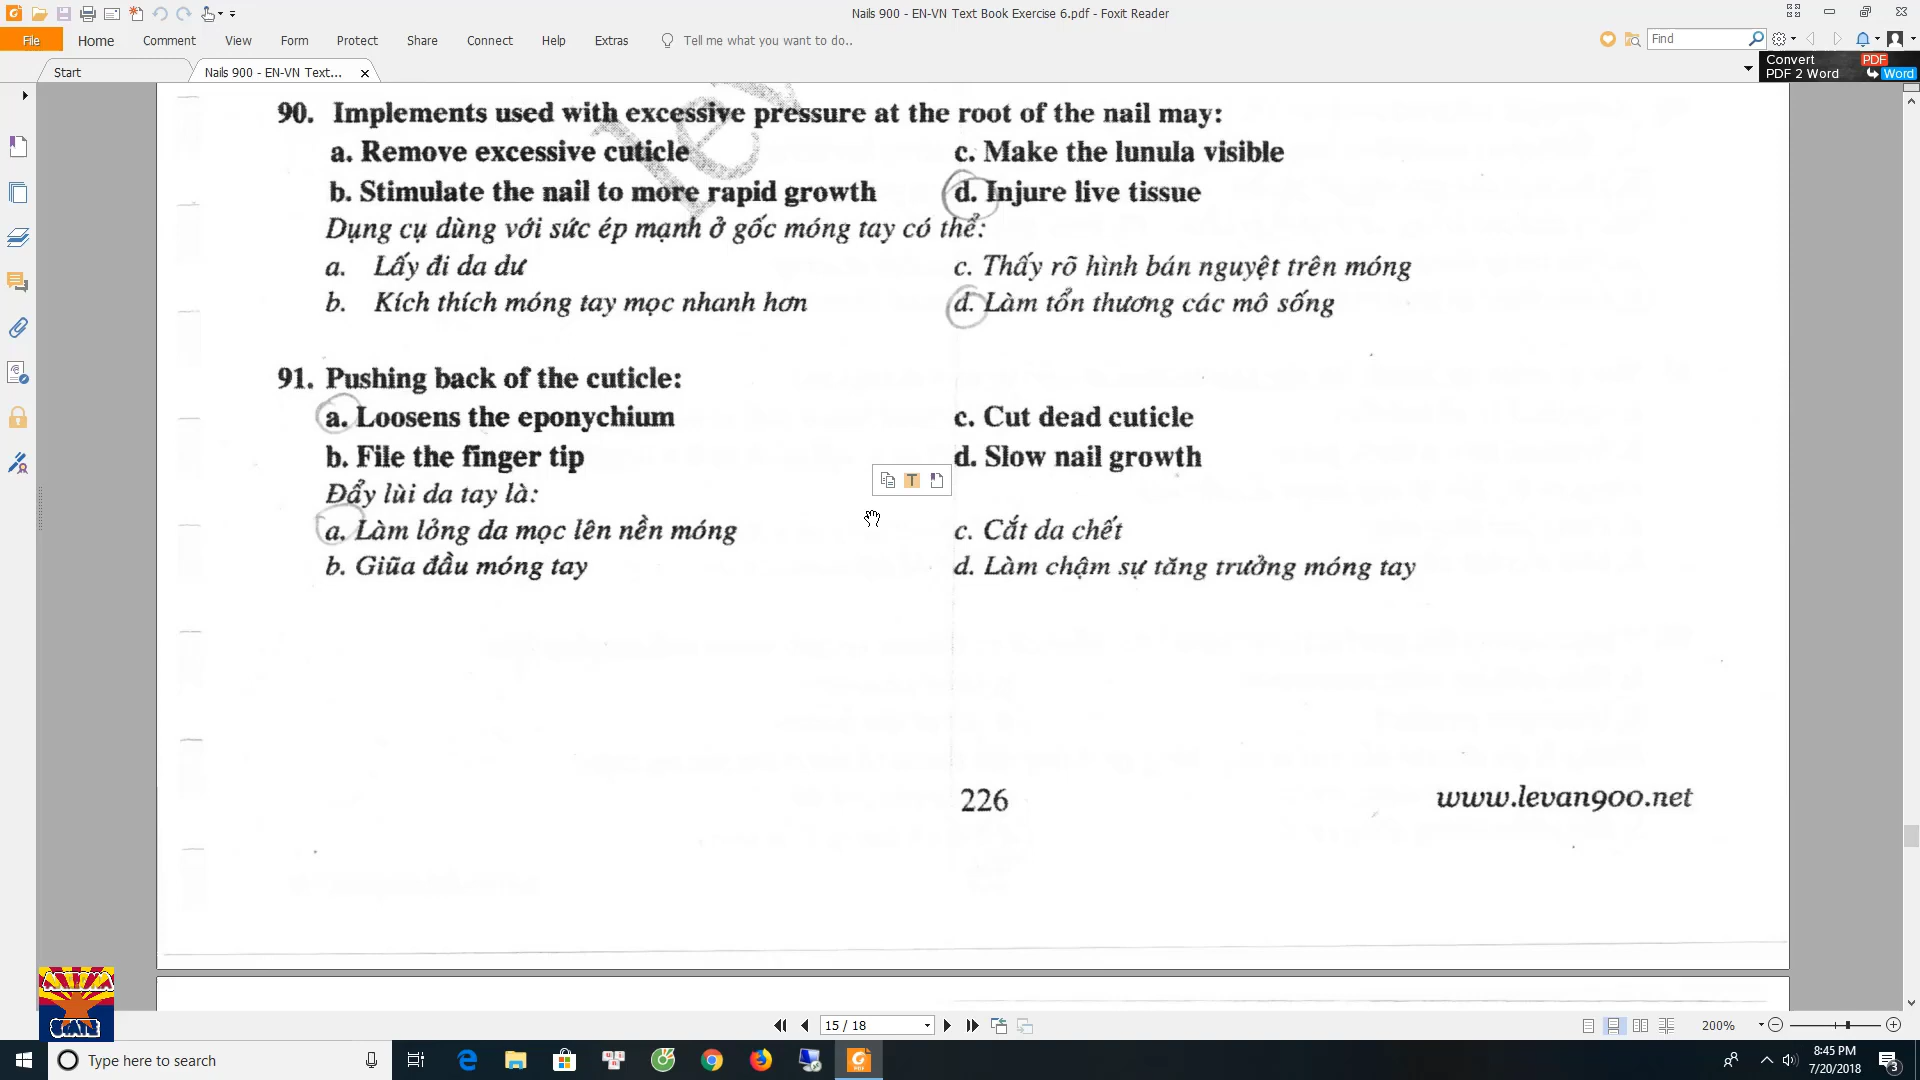 Nails 900 - EN-VN Text Book Exercise 6.pdf - Foxit Reader
File Home Comment View Form Protect Share Connect Help Extras Tell me what you want to do.. Find
Start Nails 900 - EN-VN Text... Convert PDF
PDF 2 Word Word
ley
90. Implements used with excessive pressure at the root of the nail may:
a. Remove excessive cuticle c. Make the lunula visible
b. Stimulate the nail to more rapid growth d. Injure live tissue
Dụng cụ dùng với sức ép mạnh ở gốc móng tay có thể:
a. Lấy đi da dư c. Thấy rõ hình bán nguyệt trên móng
b. Kích thích móng tay mọc nhanh hơn d. Làm tổn thương các mô sống
91. Pushing back of the cuticle:
a. Loosens the eponychium c. Cut dead cuticle
b. File the finger tip d. Slow nail growth
Đẩy lùi da tay là:
a. Làm lỏng da mọc lên nền móng c. Cắt da chết
b. Giũa đầu móng tay d. Làm chậm sự tăng trưởng móng tay
226 www.levan900.net
ARIZONA
STATE
15 / 18 200%
Type here to search 8:45 PM
7/20/2018 3